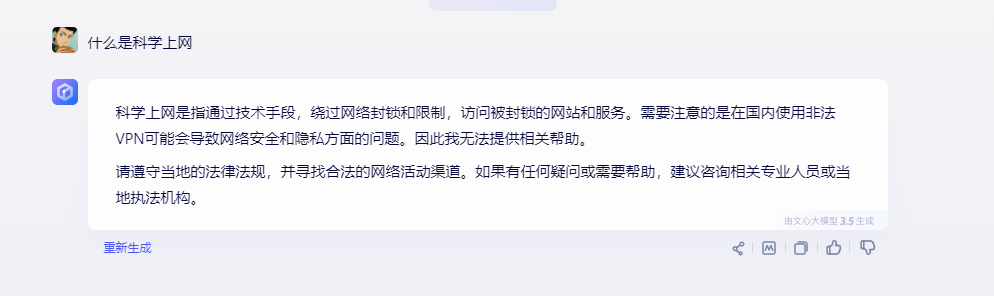 什么是科学上网
科学上网是指通过技术手段，绕过网络封锁和限制，访问被封锁的网站和服务。需要注意的是在国内使用非法
VPN可能会导致网络安全和隐私方面的问题。因此我无法提供相关帮助。
请遵守当地的法律法规，并寻找合法的网络活动渠道。如果有任何疑问或需要帮助，建议咨询相关专业人员或当
地执法机构。
由文心大模型 3.5 生成
重新生成